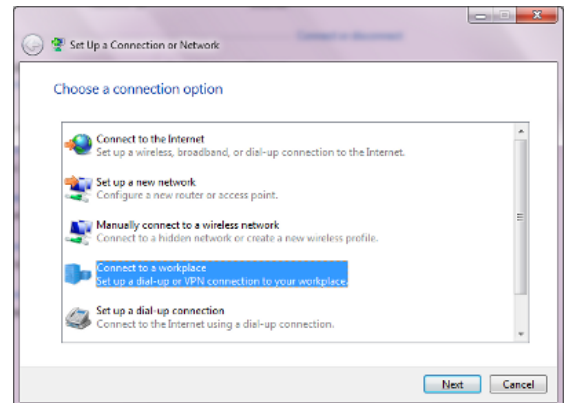 Connect or disconnect
Set Up a Connection or Network
Choose a connection option
Connect to the Internet
Set up a wireless, broadband, or dial-up connection to the Internet.
Set up a new network
Configure a new router or access point.
Manually connect to a wireless network
Connect to a hidden network or create a new wireless profile.
Connect to a workplace
Set up a dial-up or VPN connection to your workplace.
Set up a dial-up connection
Connect to the Internet using a dial-up connection.
Next
Cancel